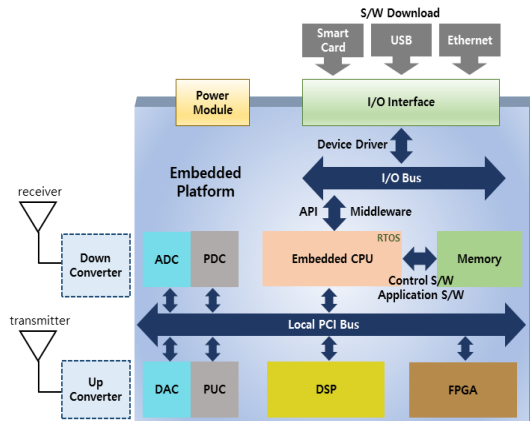 S/W Download
Smart
Card
USB
Ethernet
Power
Module
I/O Interface
Device Driver
Embedded
Platform
I/O Bus
receiver
API
Middleware
RTOS
Down
Converter
ADC
PDC
Embedded CPU
Memory
Control S/W
Application S/W
transmitter
Local PCI Bus
Up
Converter
DAC
PUC
DSP
FPGA